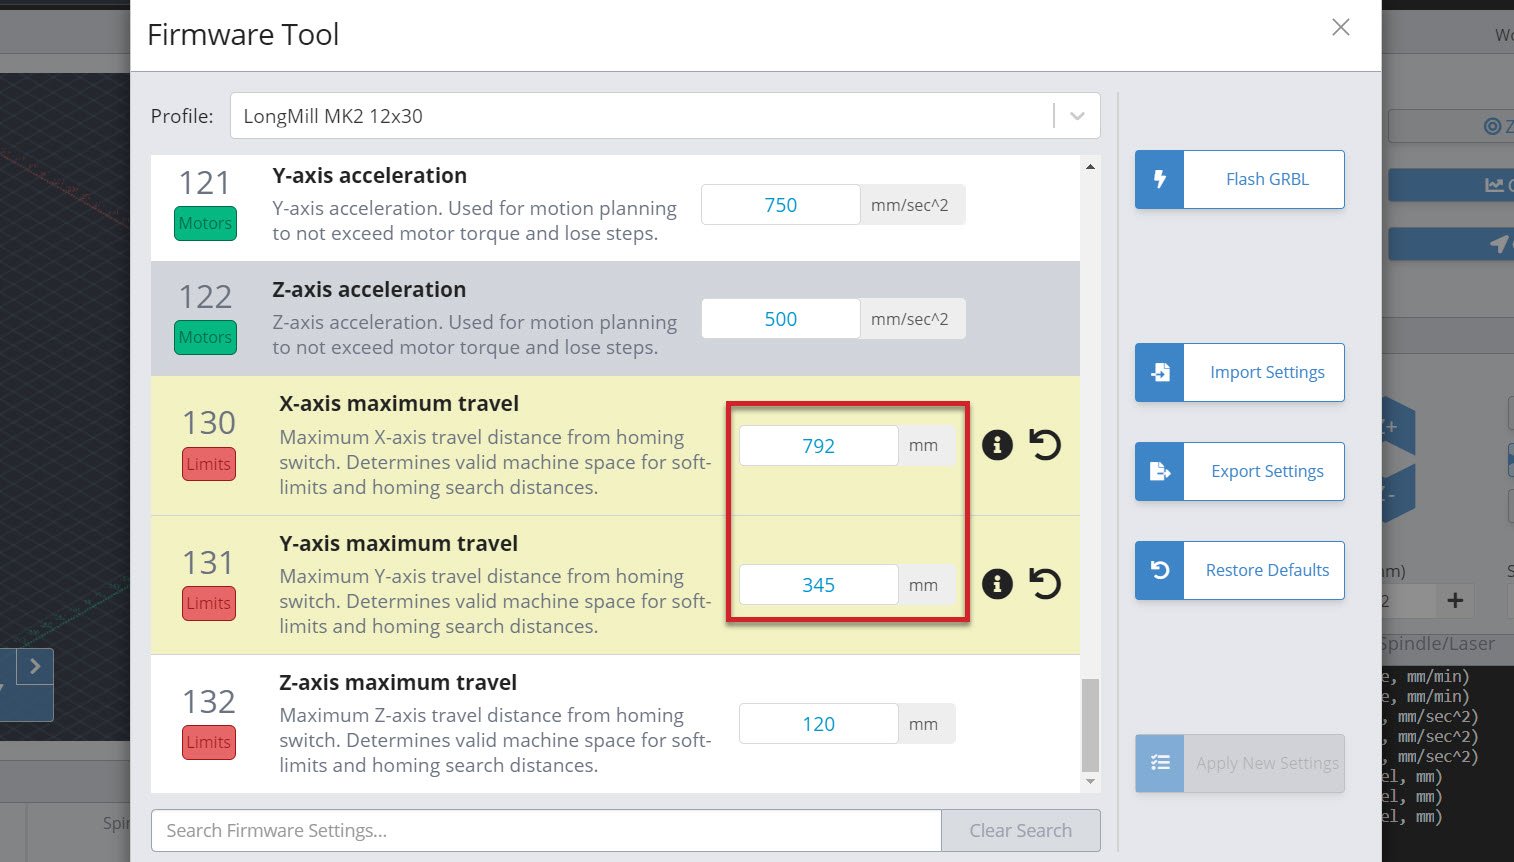 Firmware Tool
Profile:
LongMill MK2 12x30
121
Motors
Y-axis acceleration
Y-axis acceleration. Used for motion planning
to not exceed motor torque and lose steps.
750
mm/sec^2
122
Motors
Z-axis acceleration
Z-axis acceleration. Used for motion planning
to not exceed motor torque and lose steps.
500
mm/sec^2
130
Limits
X-axis maximum travel
Maximum X-axis travel distance from homing
switch. Determines valid machine space for soft-
limits and homing search distances.
792
mm
131
Limits
Y-axis maximum travel
Maximum Y-axis travel distance from homing
switch. Determines valid machine space for soft-
limits and homing search distances.
345
mm
132
Limits
Z-axis maximum travel
Maximum Z-axis travel distance from homing
switch. Determines valid machine space for soft-
limits and homing search distances.
120
mm
Search Firmware Settings...
Clear Search
Flash GRBL
Import Settings
Export Settings
Restore Defaults
Apply New Settings
Z+
Z-
2
+
Spindle/Laser
e, mm/min)
e, mm/min)
, mm/sec^2)
, mm/sec^2)
, mm/sec^2)
el, mm)
el, mm)
el, mm)